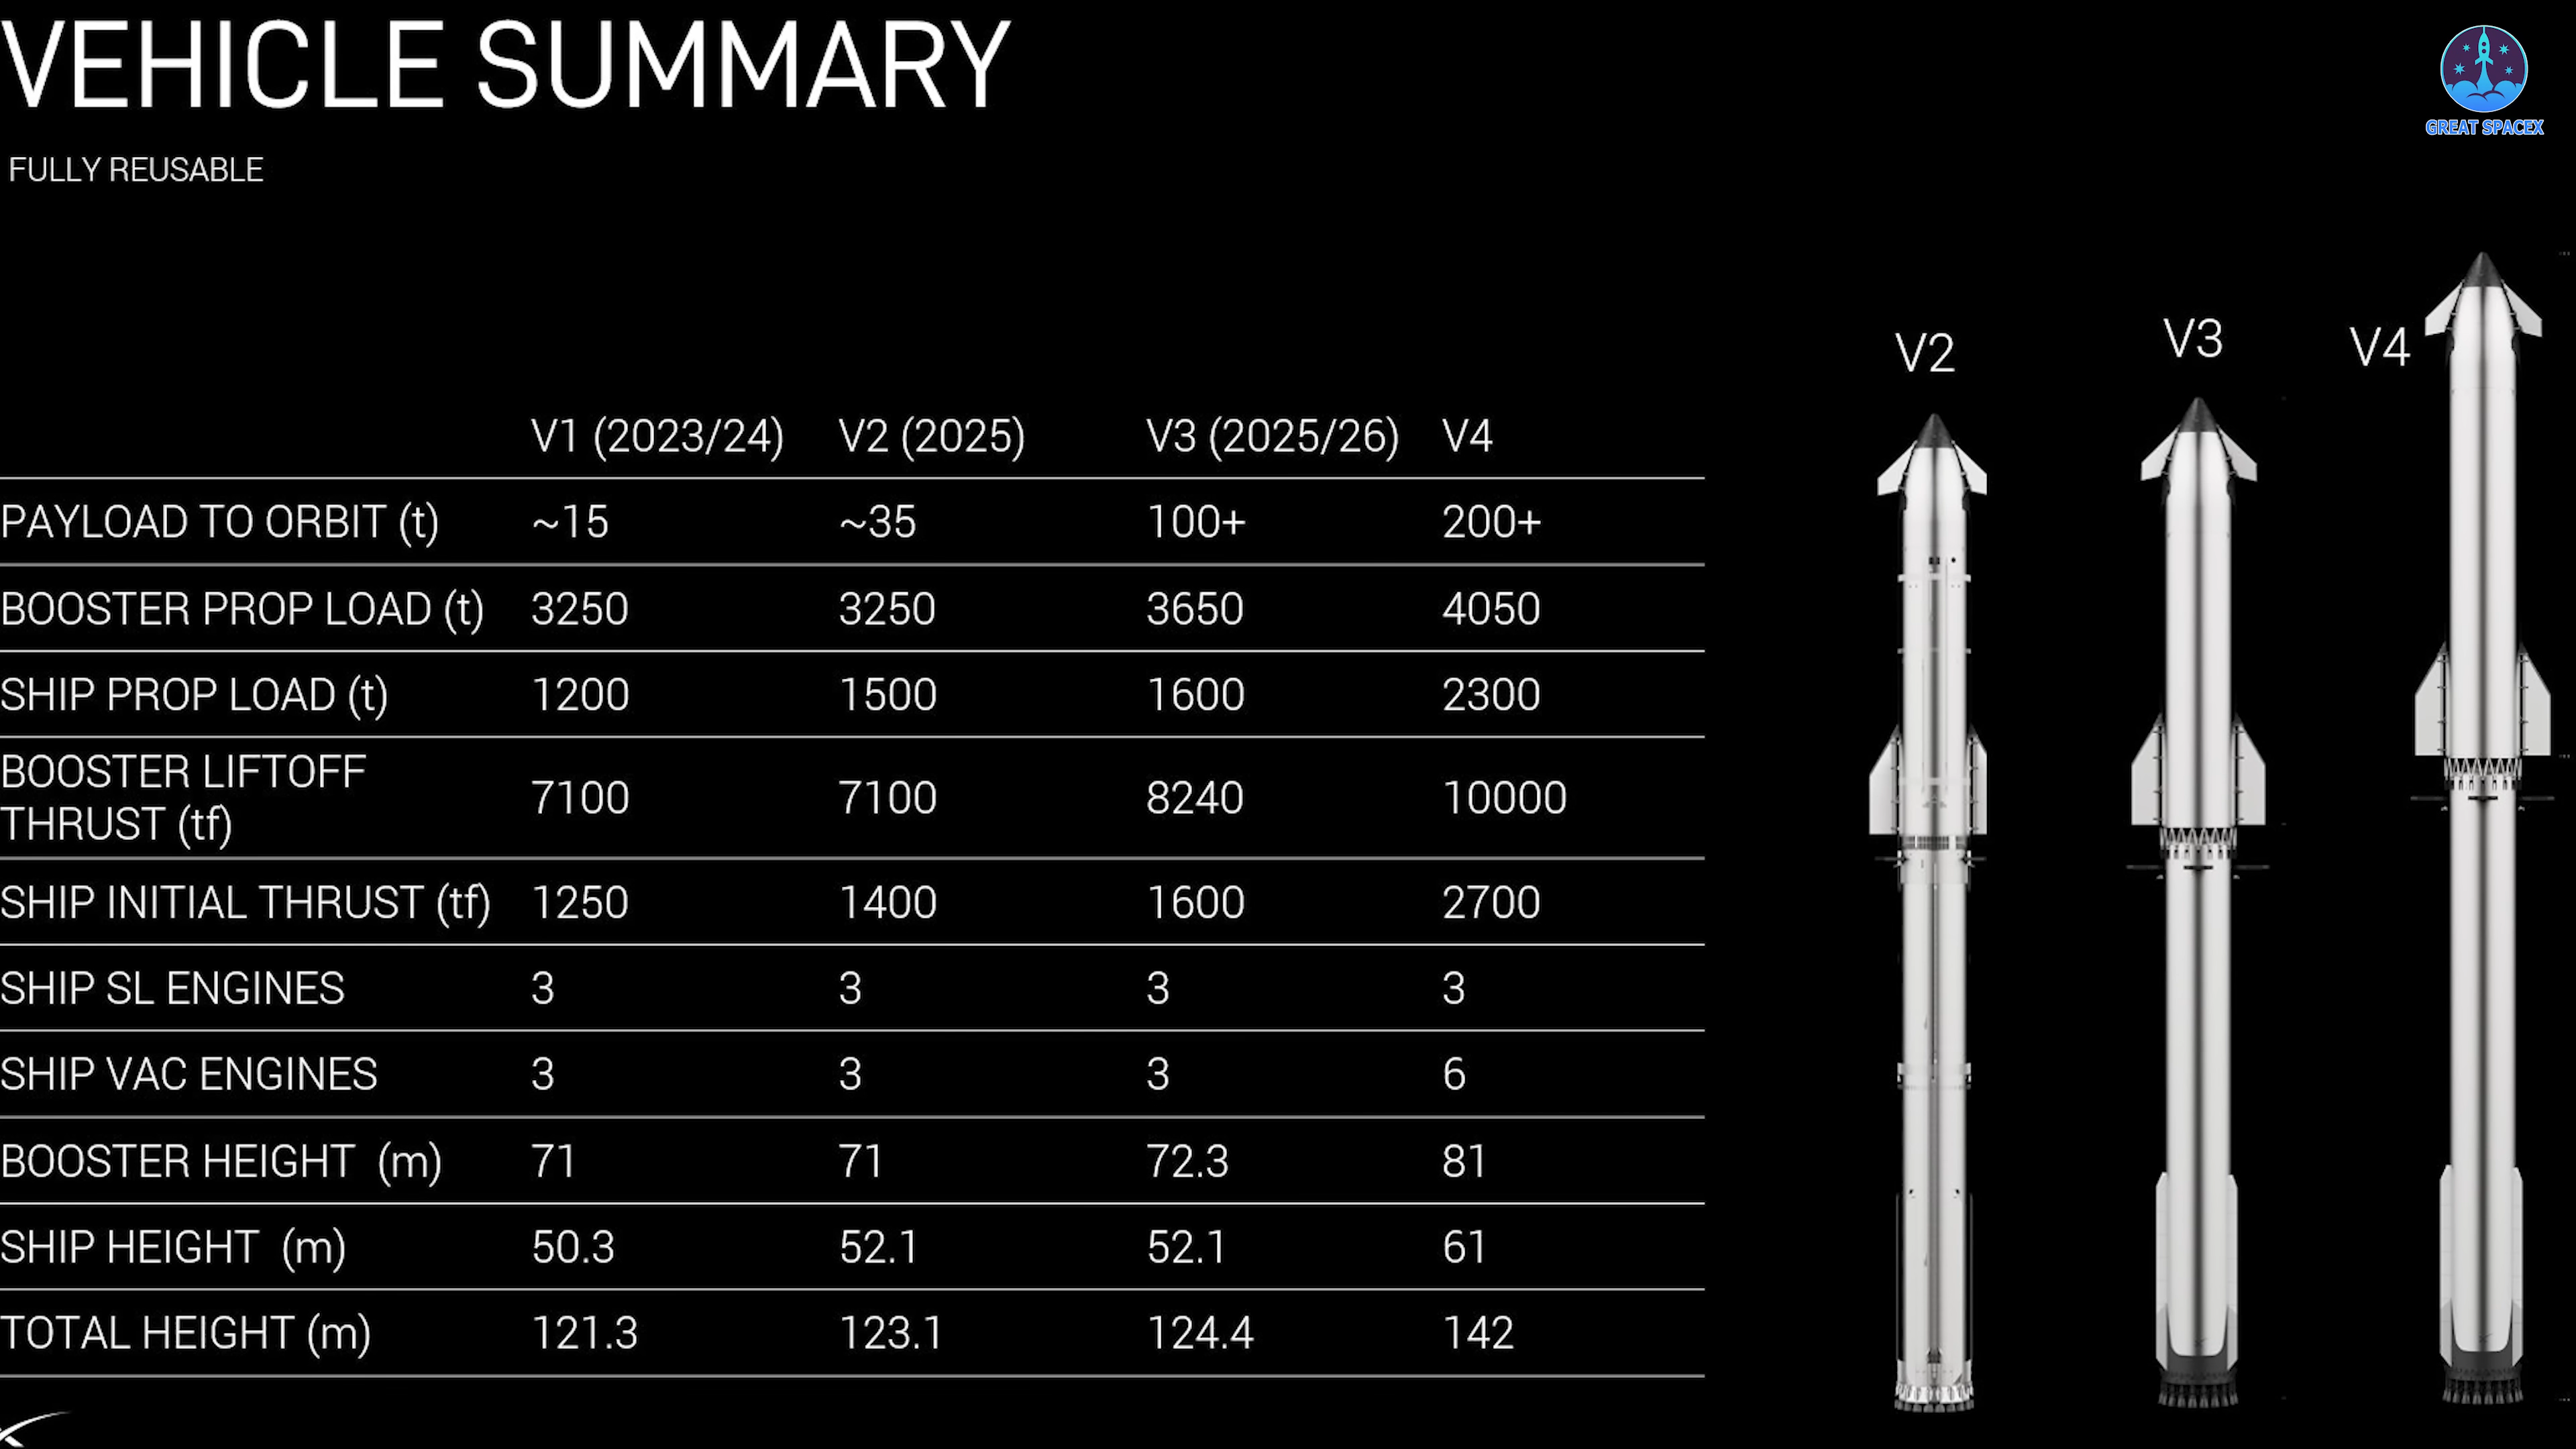 VEHICLE SUMMARY
GREAT SPACEX
FULLY REUSABLE
V2
V3
V4
V1 (2023/24) V2 (2025) V3 (2025/26) V4
PAYLOAD TO ORBIT (t) ~15 ~35 100+ 200+
BOOSTER PROP LOAD (t) 3250 3250 3650 4050
SHIP PROP LOAD (t) 1200 1500 1600 2300
BOOSTER LIFTOFF
THRUST (tf) 7100 7100 8240 10000
SHIP INITIAL THRUST (tf) 1250 1400 1600 2700
SHIP SL ENGINES 3 3 3 3
SHIP VAC ENGINES 3 3 3 6
BOOSTER HEIGHT (m) 71 71 72.3 81
SHIP HEIGHT (m) 50.3 52.1 52.1 61
TOTAL HEIGHT (m) 121.3 123.1 124.4 142